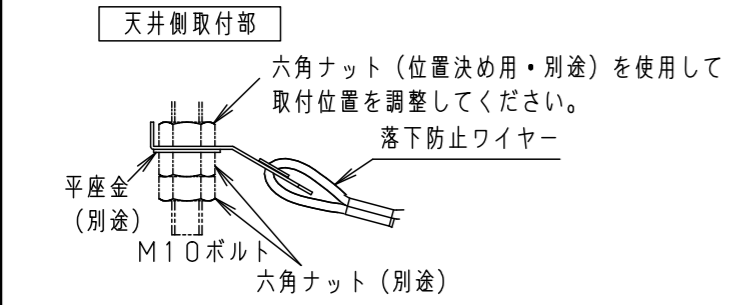 天井側取付部
六角ナット（位置決め用・別途）を使用して
取付位置を調整してください。
落下防止ワイヤー
平座金
（別途）
M10ボルト
六角ナット（別途）